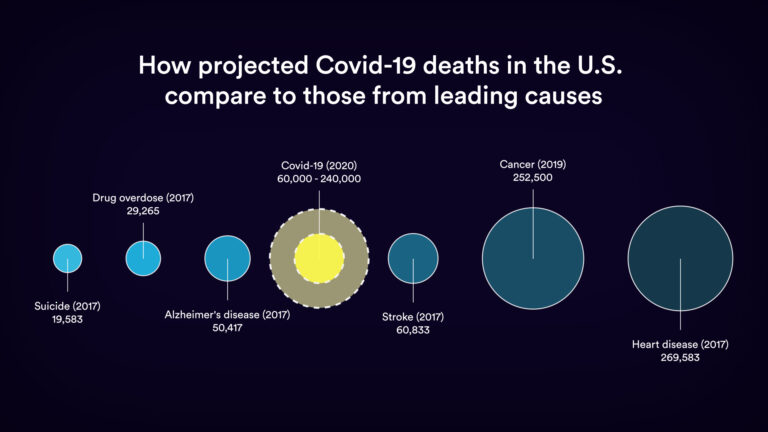 How projected Covid-19 deaths in the U.S.
compare to those from leading causes
Suicide (2017)
19,583
Drug overdose (2017)
29,265
Alzheimer's disease (2017)
50,417
Covid-19 (2020)
60,000 - 240,000
Stroke (2017)
60,833
Cancer (2019)
252,500
Heart disease (2017)
269,583